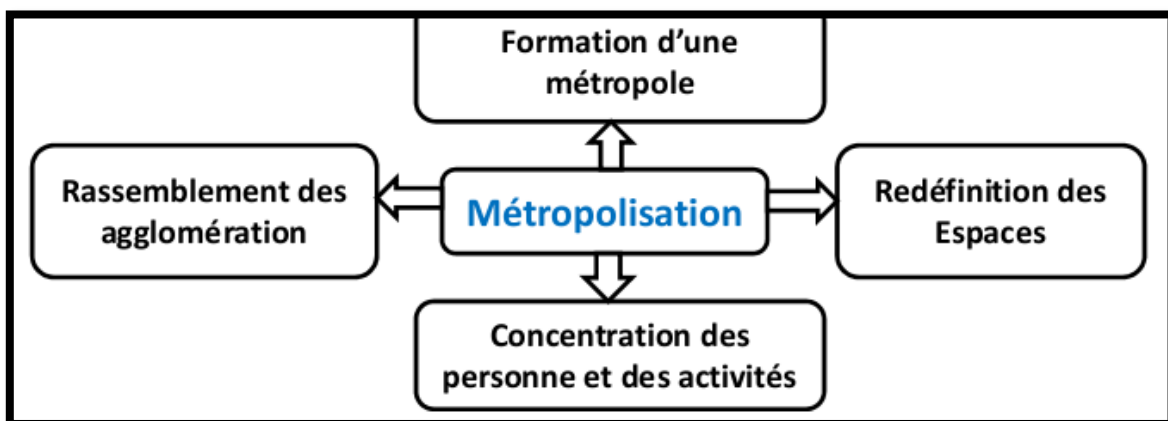 Formation d’une
métropole
Rassemblement des
agglomération
Métropolisation
Redéfinition des
Espaces
Concentration des
personne et des activités